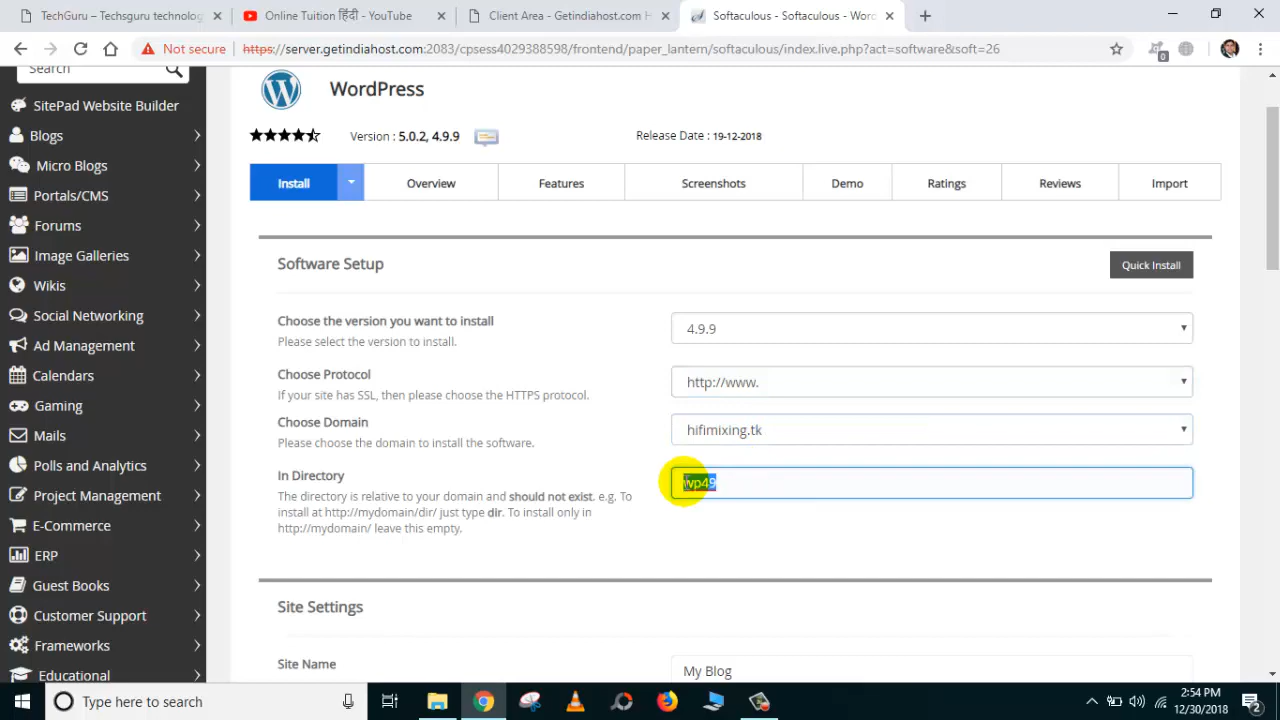 TechGuru – Techsguru technolog
Online Tuition हिंदी - YouTube
Client Area - Getindiahost.com H
Softaculous - Softaculous - Wor
Not secure
https://server.getindiahost.com:2083/cpsess4029388598/frontend/paper_lantern/softaculous/index.live.php?act=software&soft=26
0
Search
SitePad Website Builder
Blogs
Micro Blogs
Portals/CMS
Forums
Image Galleries
Wikis
Social Networking
Ad Management
Calendars
Gaming
Mails
Polls and Analytics
Project Management
E-Commerce
ERP
Guest Books
Customer Support
Frameworks
Educational
WordPress
Version : 5.0.2, 4.9.9
Release Date : 19-12-2018
Install
Overview
Features
Screenshots
Demo
Ratings
Reviews
Import
Software Setup
Quick Install
Choose the version you want to install
Please select the version to install.
4.9.9
Choose Protocol
If your site has SSL, then please choose the HTTPS protocol.
http://www.
Choose Domain
Please choose the domain to install the software.
hifimixing.tk
In Directory
The directory is relative to your domain and should not exist. e.g. To
install at http://mydomain/dir/ just type dir. To install only in
http://mydomain/ leave this empty.
wp49
Site Settings
Site Name
My Blog
Type here to search
2:54 PM
12/30/2018
2